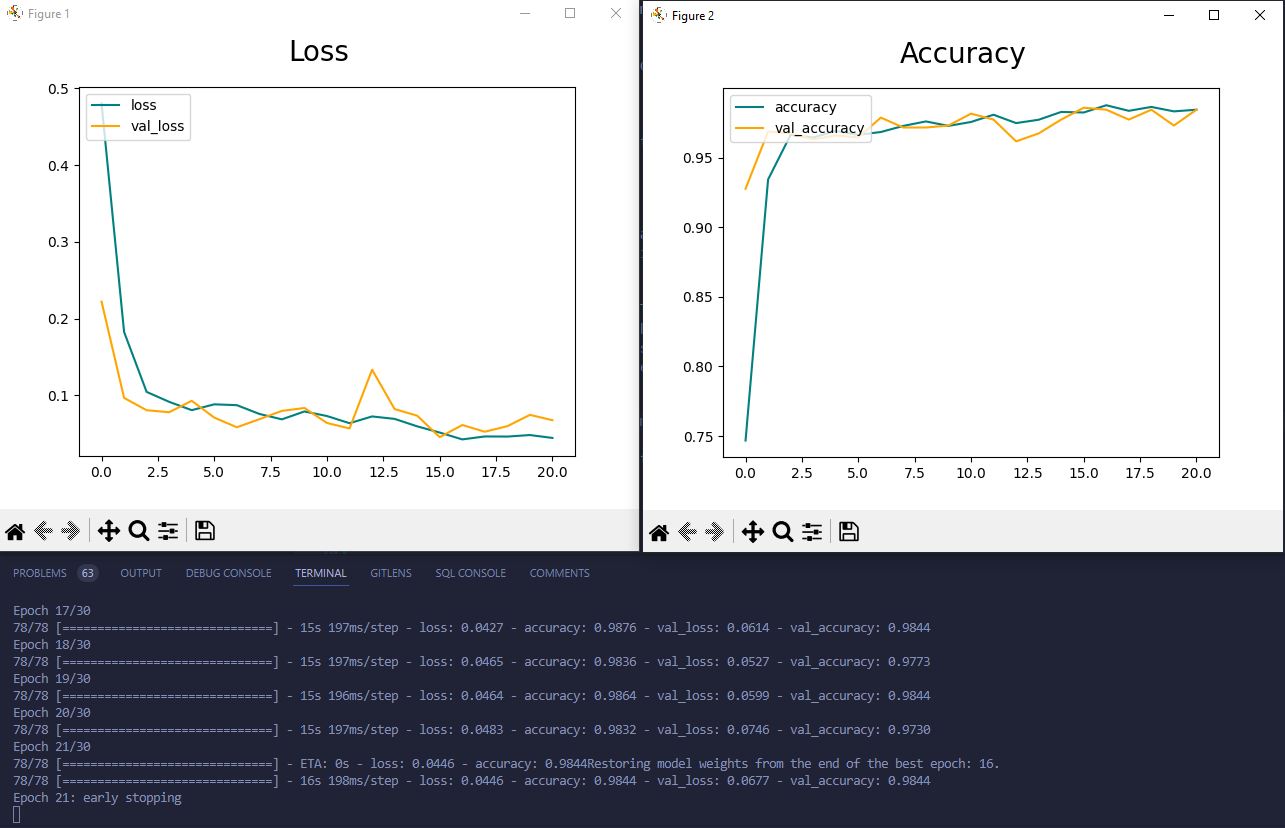 Figure 1
Loss
loss
val_loss
0.5
0.4
0.3
0.2
0.1
0.0 2.5 5.0 7.5 10.0 12.5 15.0 17.5 20.0
Figure 2
Accuracy
accuracy
val_accuracy
0.95
0.90
0.85
0.80
0.75
0.0 2.5 5.0 7.5 10.0 12.5 15.0 17.5 20.0
PROBLEMS 63 OUTPUT DEBUG CONSOLE TERMINAL GITLENS SQL CONSOLE COMMENTS
Epoch 17/30
78/78 [==============================] - 15s 197ms/step - loss: 0.0427 - accuracy: 0.9876 - val_loss: 0.0614 - val_accuracy: 0.9844
Epoch 18/30
78/78 [==============================] - 15s 197ms/step - loss: 0.0465 - accuracy: 0.9836 - val_loss: 0.0527 - val_accuracy: 0.9773
Epoch 19/30
78/78 [==============================] - 15s 196ms/step - loss: 0.0464 - accuracy: 0.9864 - val_loss: 0.0599 - val_accuracy: 0.9844
Epoch 20/30
78/78 [==============================] - 15s 197ms/step - loss: 0.0483 - accuracy: 0.9832 - val_loss: 0.0746 - val_accuracy: 0.9730
Epoch 21/30
78/78 [==============================] - ETA: 0s - loss: 0.0446 - accuracy: 0.9844Restoring model weights from the end of the best epoch: 16.
78/78 [==============================] - 16s 198ms/step - loss: 0.0446 - accuracy: 0.9844 - val_loss: 0.0677 - val_accuracy: 0.9844
Epoch 21: early stopping